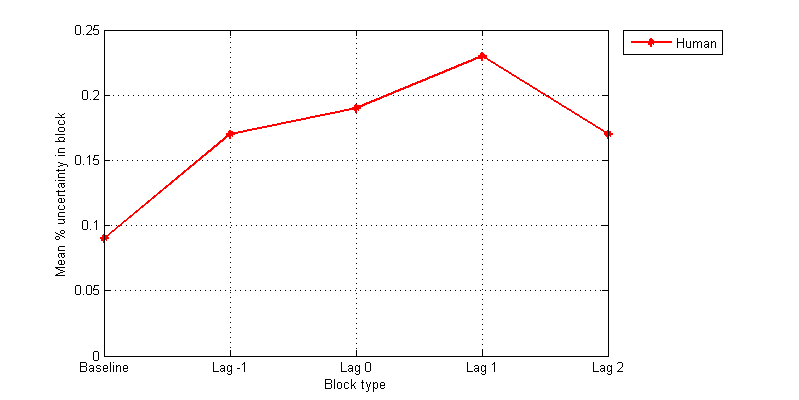 0.25
Human
0.2
0.15
0.1
0.05
0
Mean % uncertainty in block
Baseline Lag -1 Lag 0 Lag 1 Lag 2
Block type